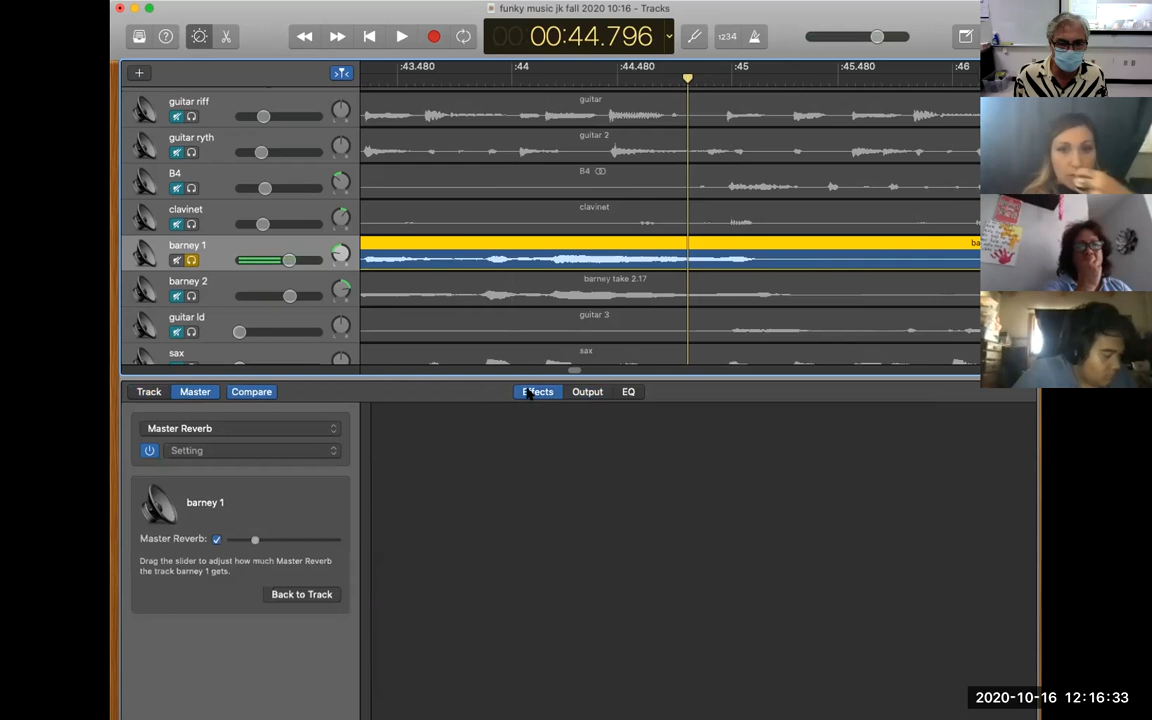 funky music jk fall 2020 10:16 - Tracks
00:44.796
1234
:43.480
:44
:44.480
:45
:45.480
:46
guitar riff
guitar
guitar ryth
guitar 2
B4
B4
clavinet
clavinet
barney 1
ba
barney 2
barney take 2.17
guitar ld
guitar 3
sax
sax
Track
Master
Compare
Effects
Output
EQ
Master Reverb
Setting
barney 1
Master Reverb:
Drag the slider to adjust how much Master Reverb
the track barney 1 gets.
Back to Track
2020-10-16 12:16:33